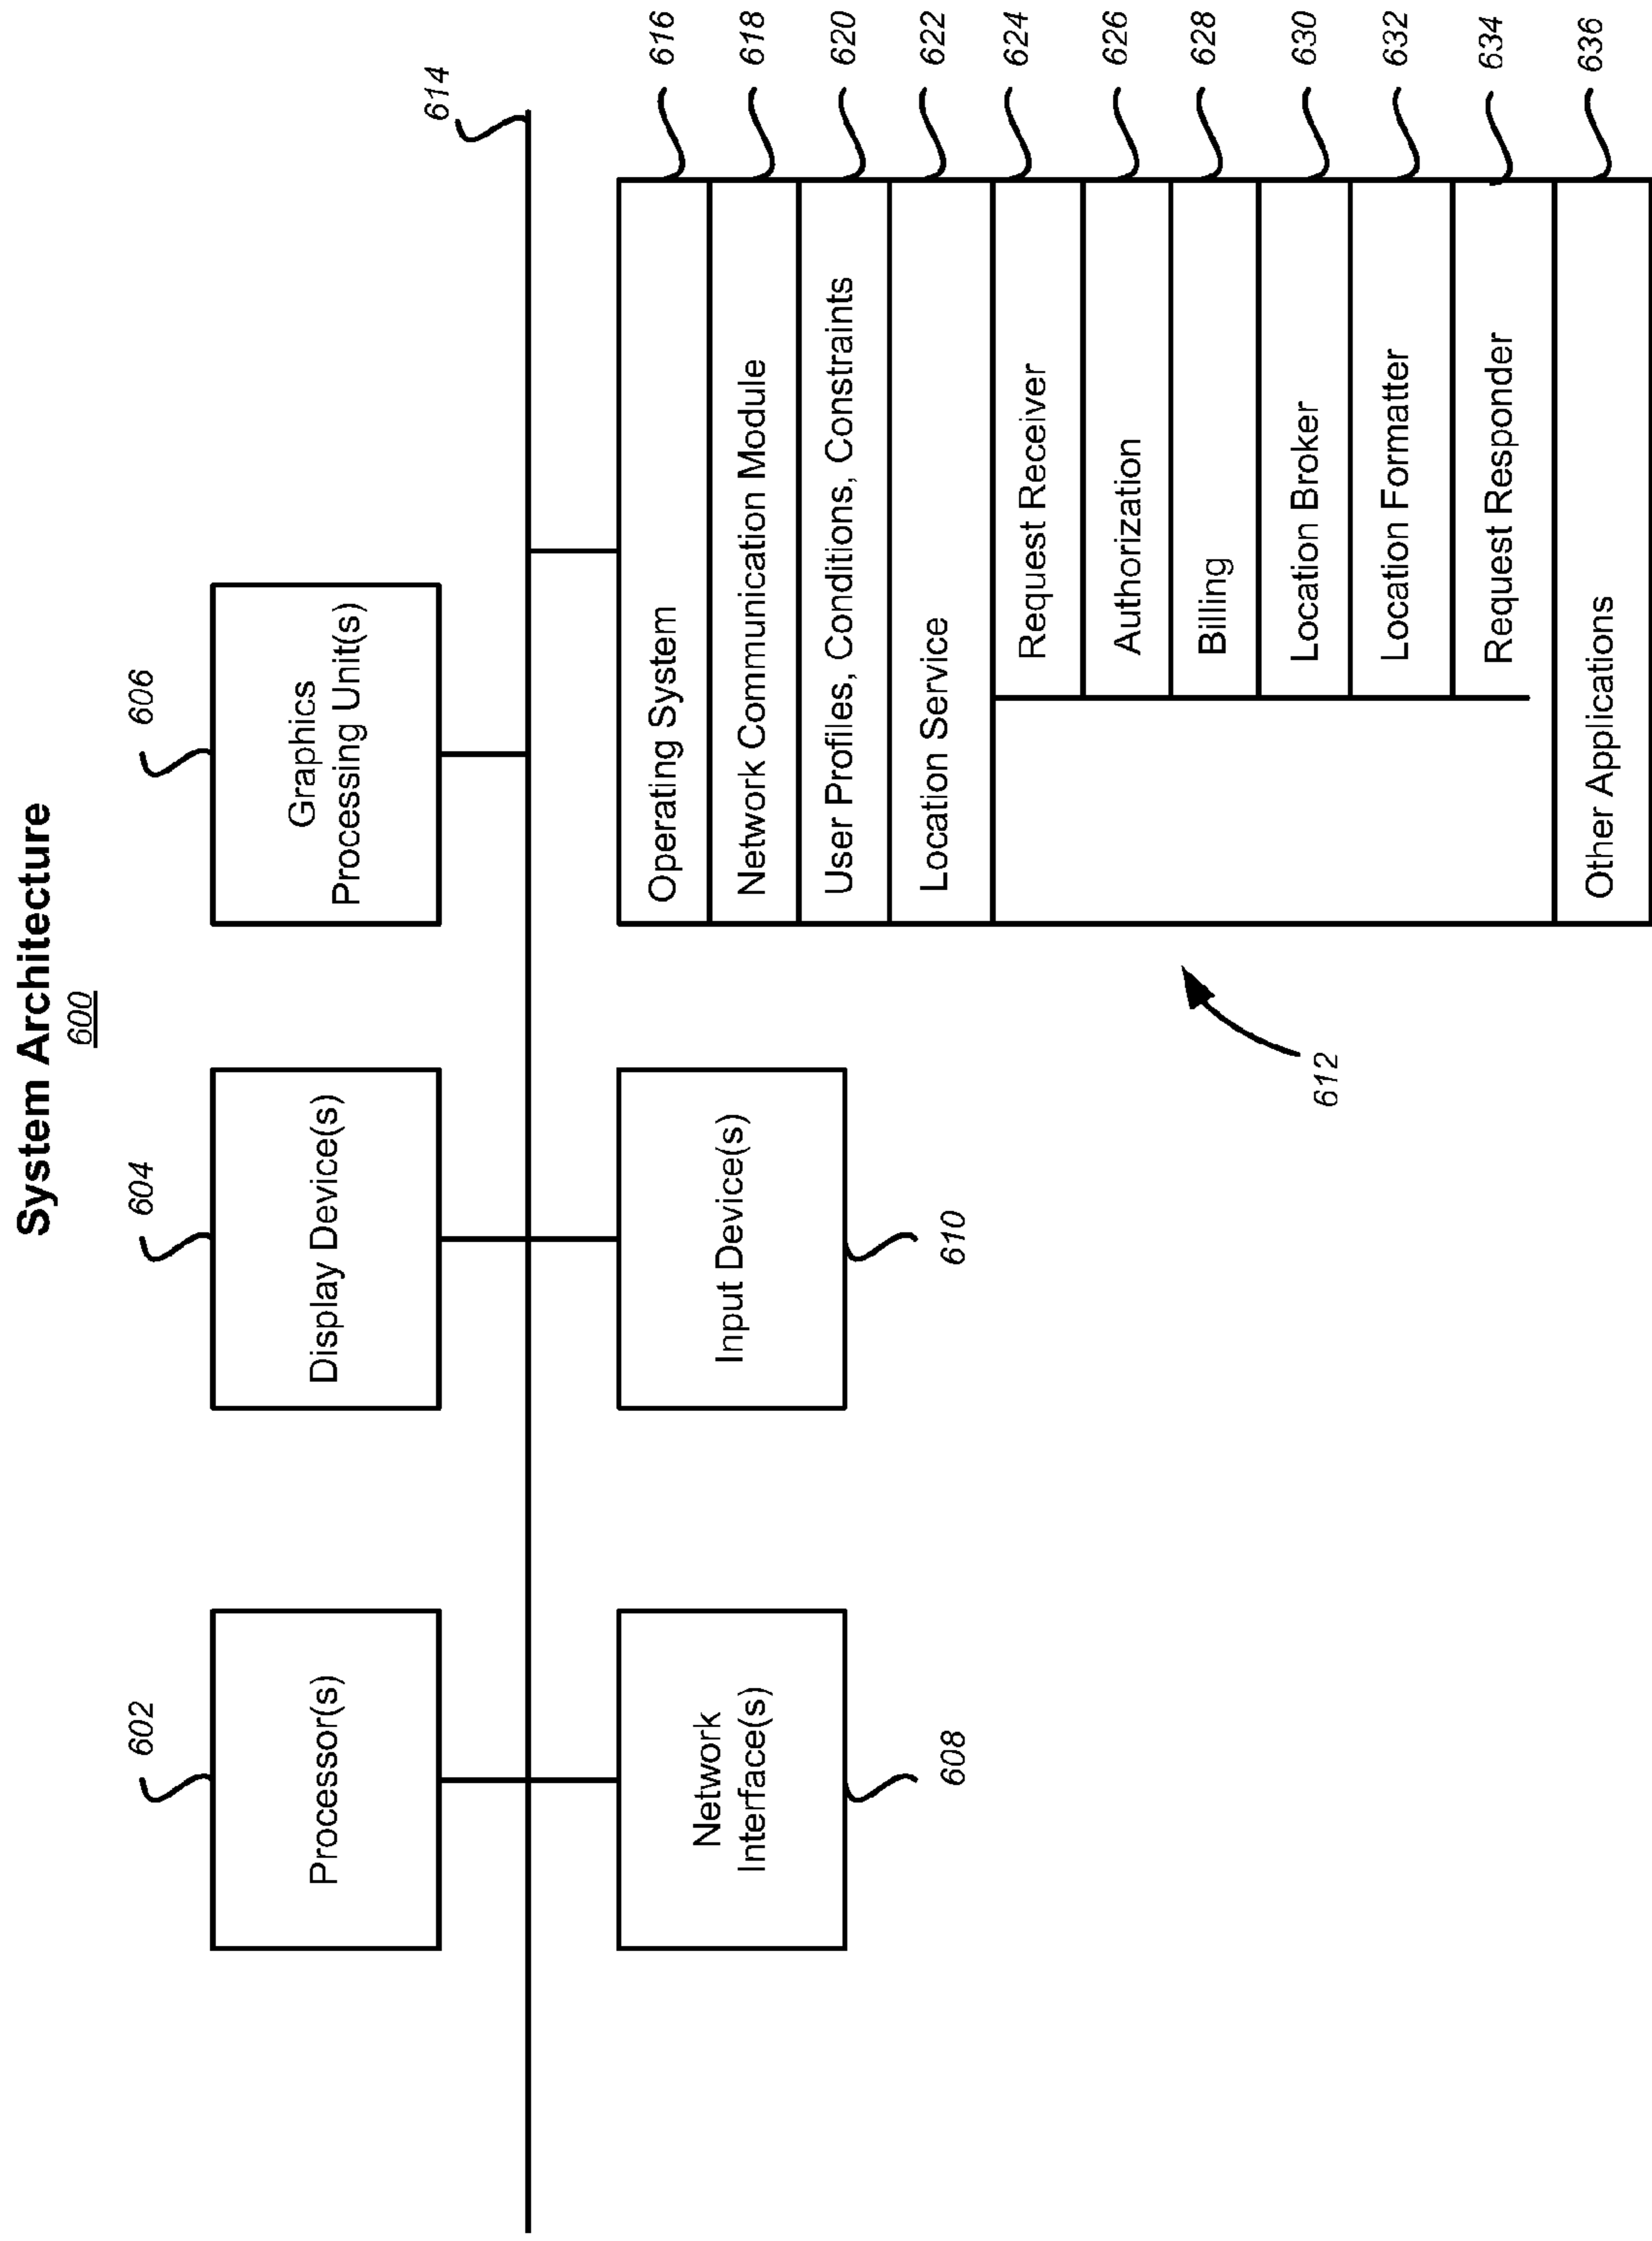 System Architecture
600
602
604
606
614
Processor(s)
Display Device(s)
Graphics
Processing Unit(s)
Network
Interface(s)
608
Input Device(s)
610
612
Operating System
616
Network Communication Module
618
User Profiles, Conditions, Constraints
620
Location Service
622
Request Receiver
624
Authorization
626
Billing
628
Location Broker
630
Location Formatter
632
Request Responder
634
Other Applications
636